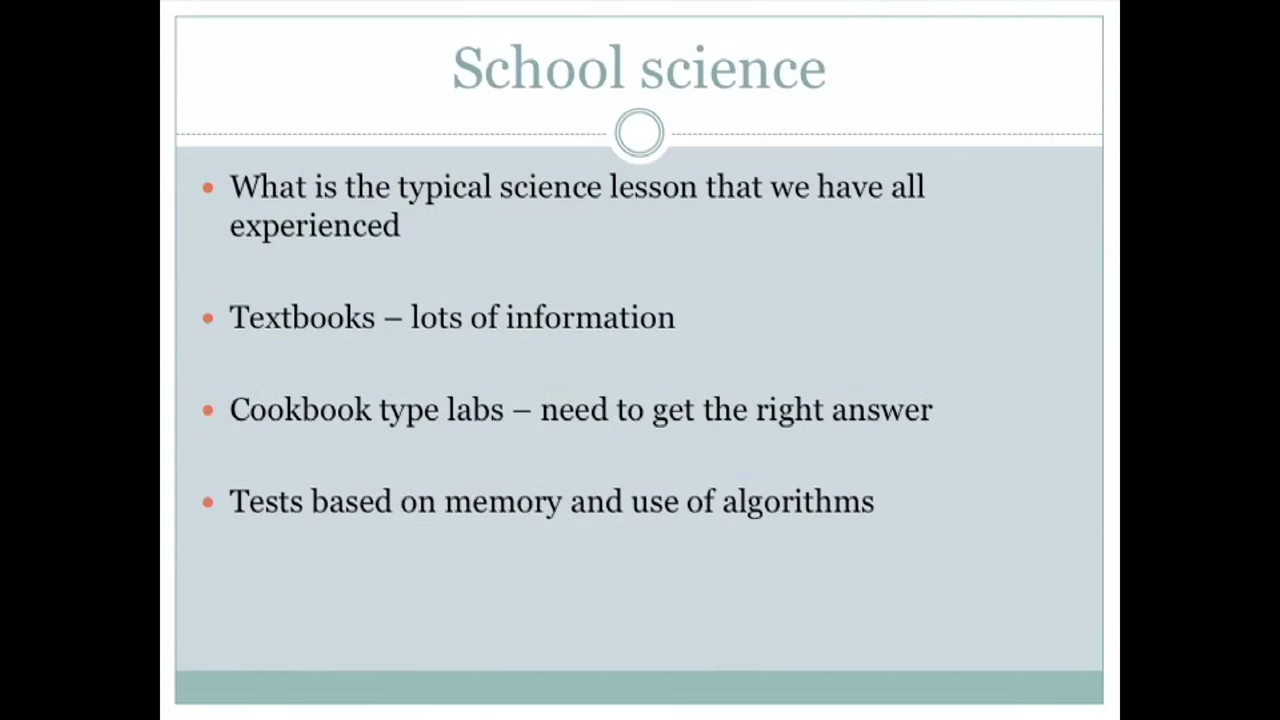 School science
What is the typical science lesson that we have all
experienced
Textbooks – lots of information
Cookbook type labs – need to get the right answer
Tests based on memory and use of algorithms